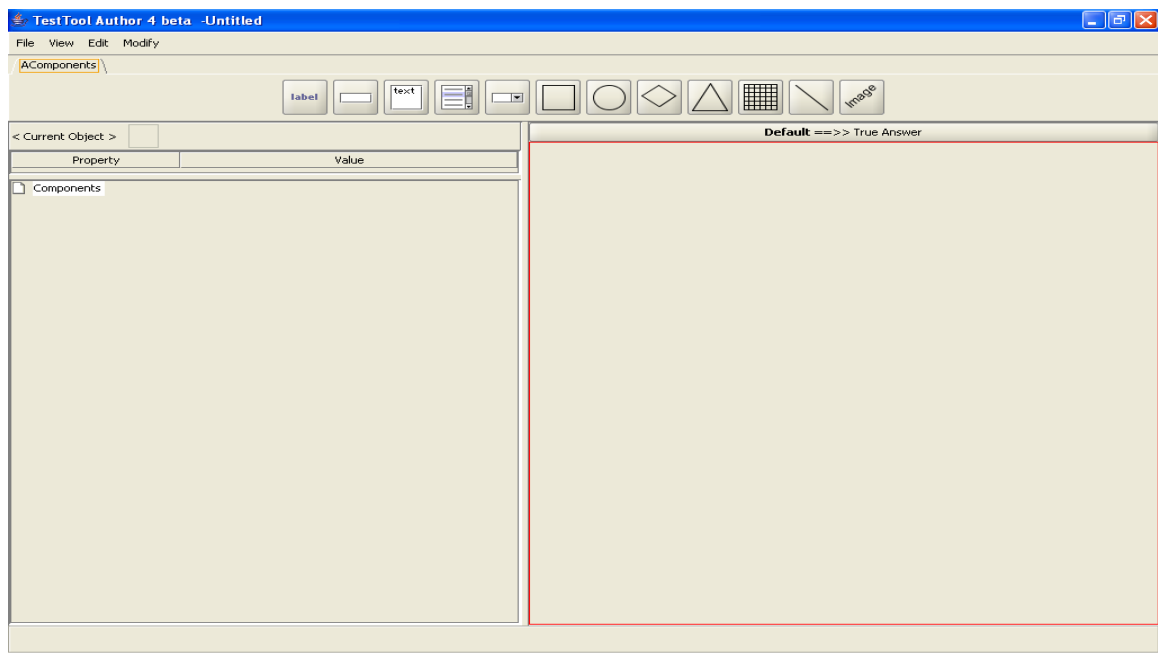 TestTool Author 4 beta -Untitled
File View Edit Modify
AComponents
label text Image
< Current Object > Default ==>> True Answer
Property Value
Components